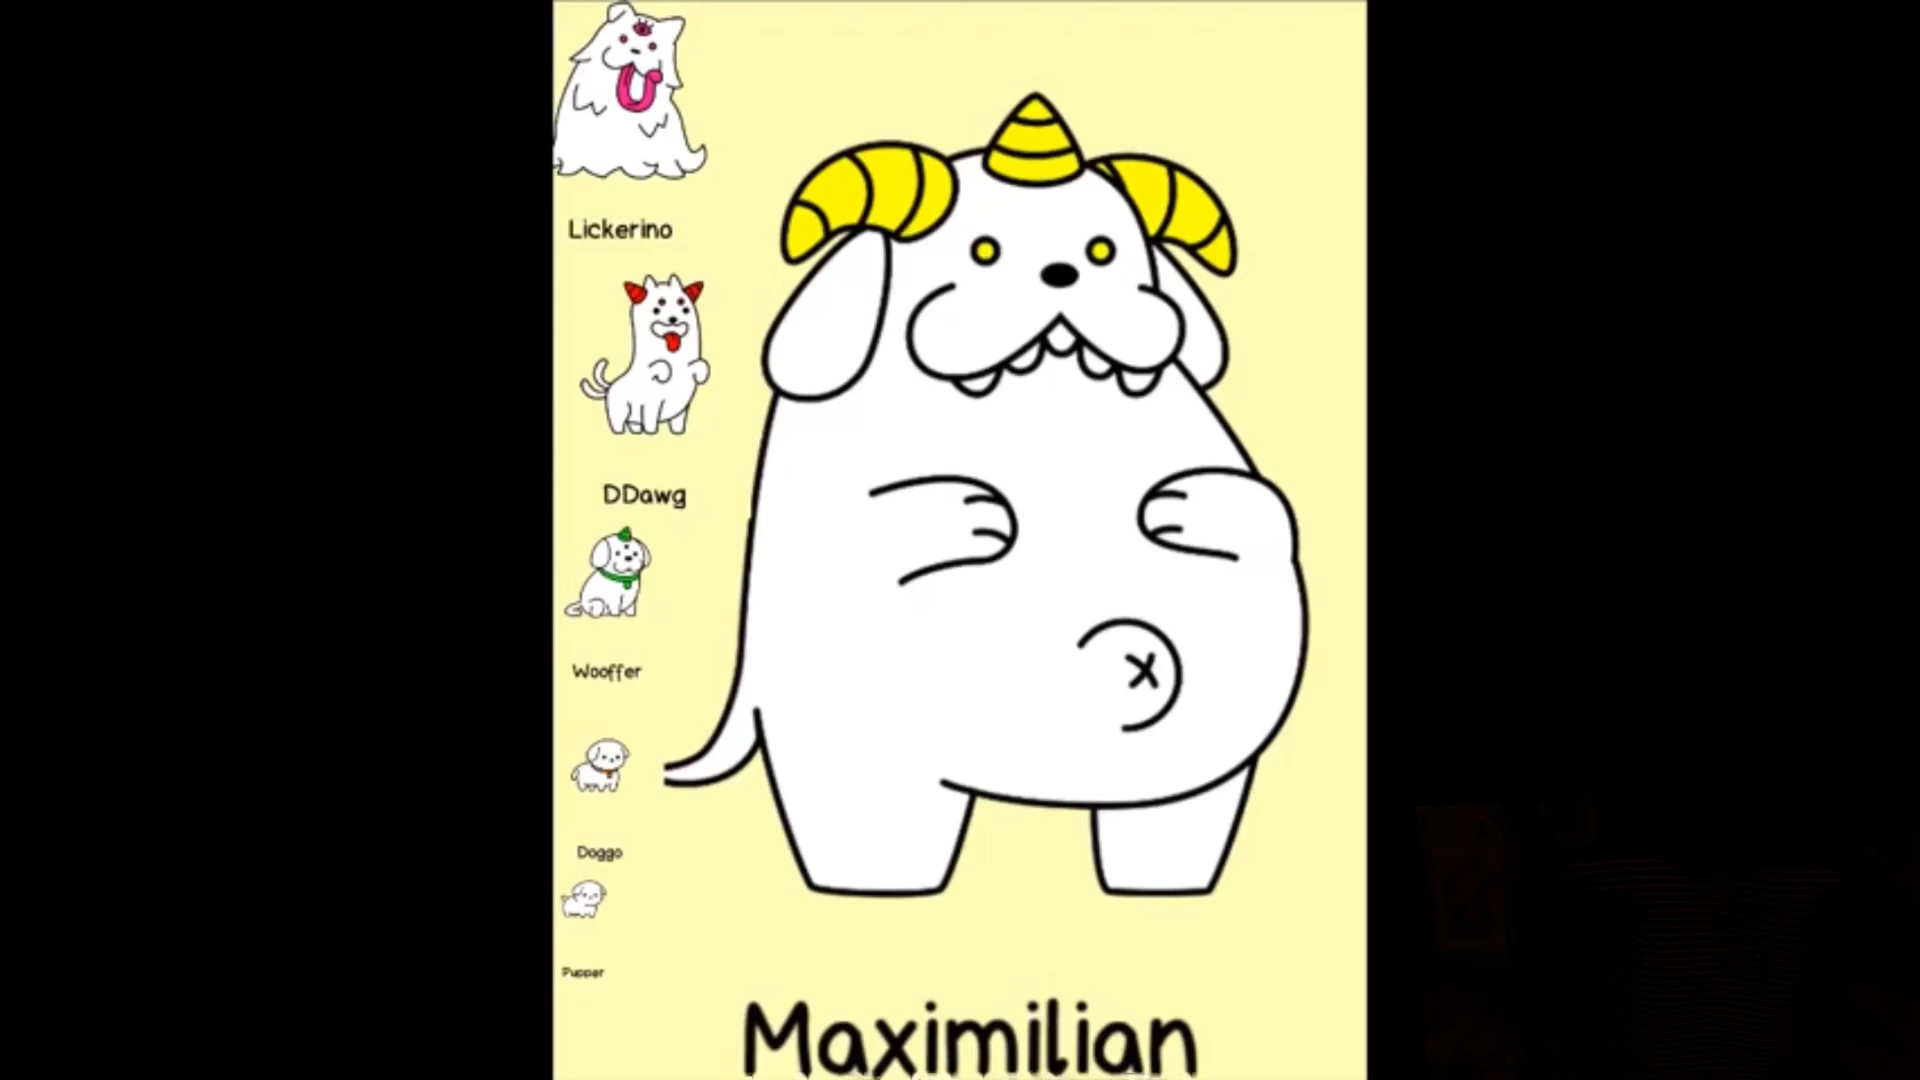 Lickerino
DDawg
Wooffer
Doggo
Pupper
Maximilian